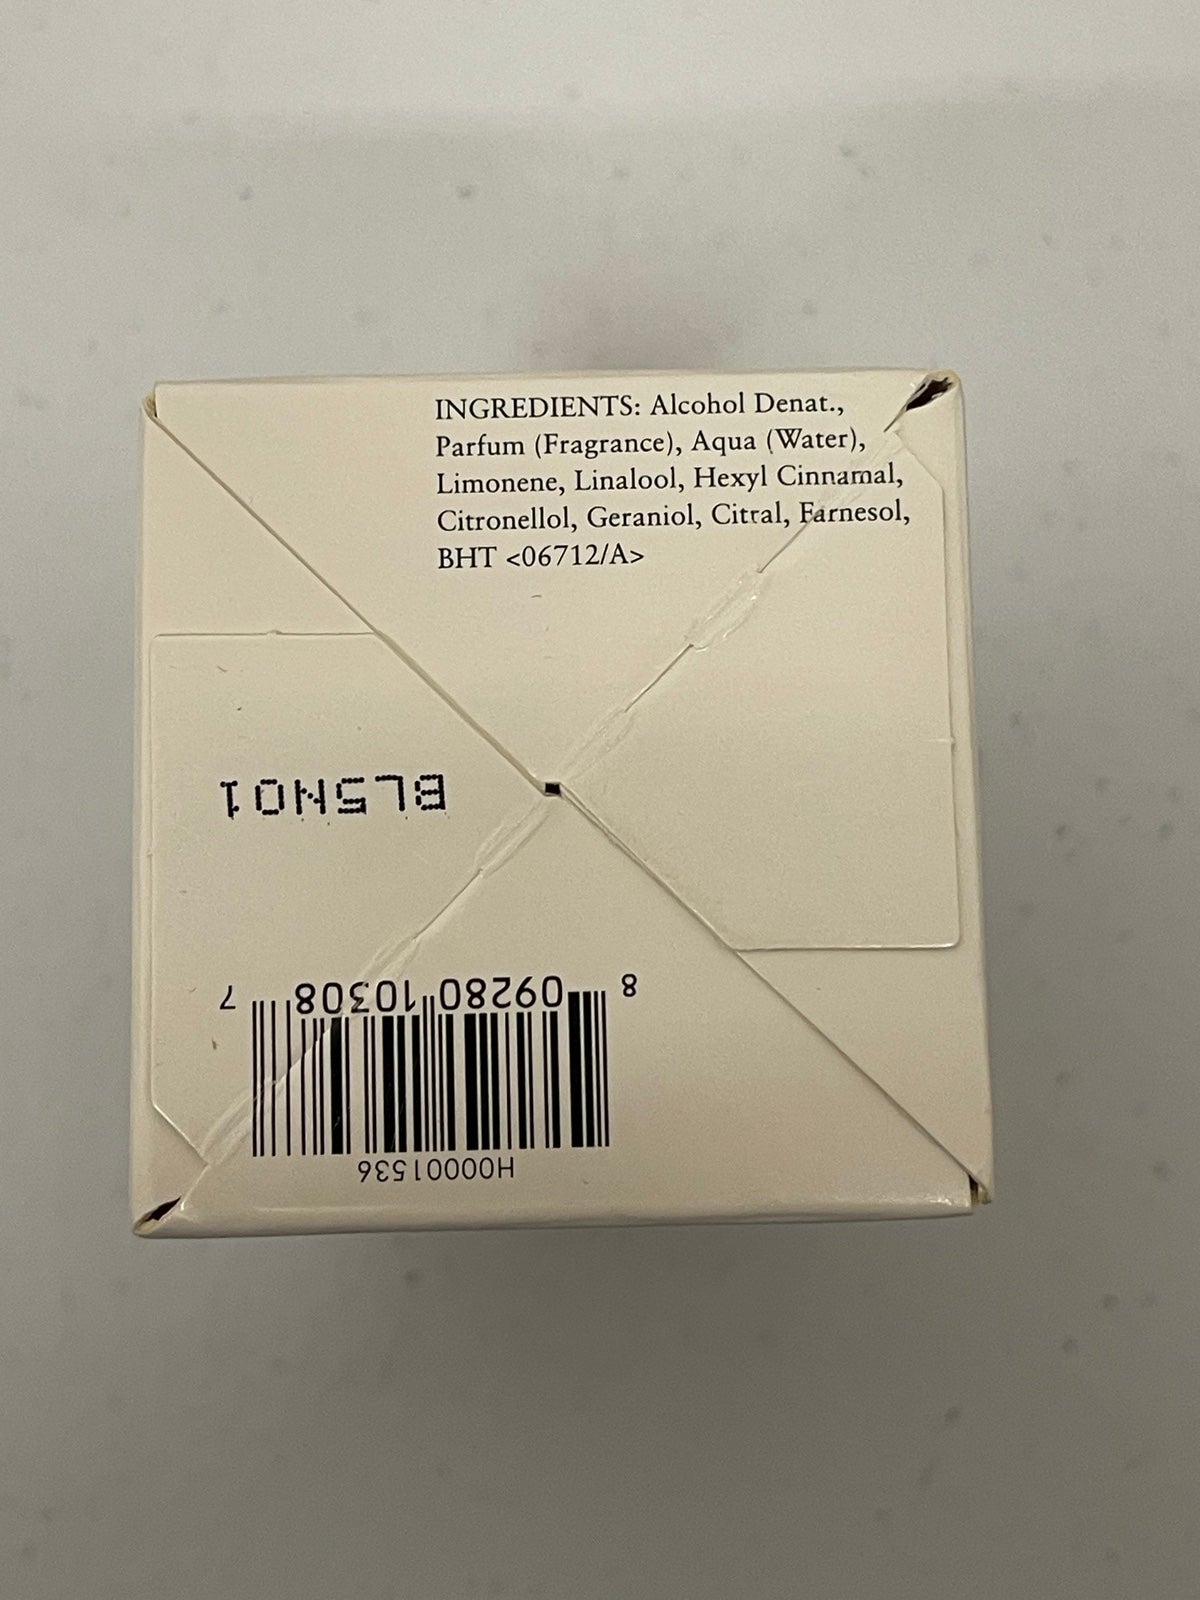 INGREDIENTS: Alcohol Denat.,
Parfum (Fragrance), Aqua (Water),
Limonene, Linalool, Hexyl Cinnamal,
Citronellol, Geraniol, Citral, Farnesol,
BHT <06712/A>
BL5N01
8 09280 10308 7
H00001536